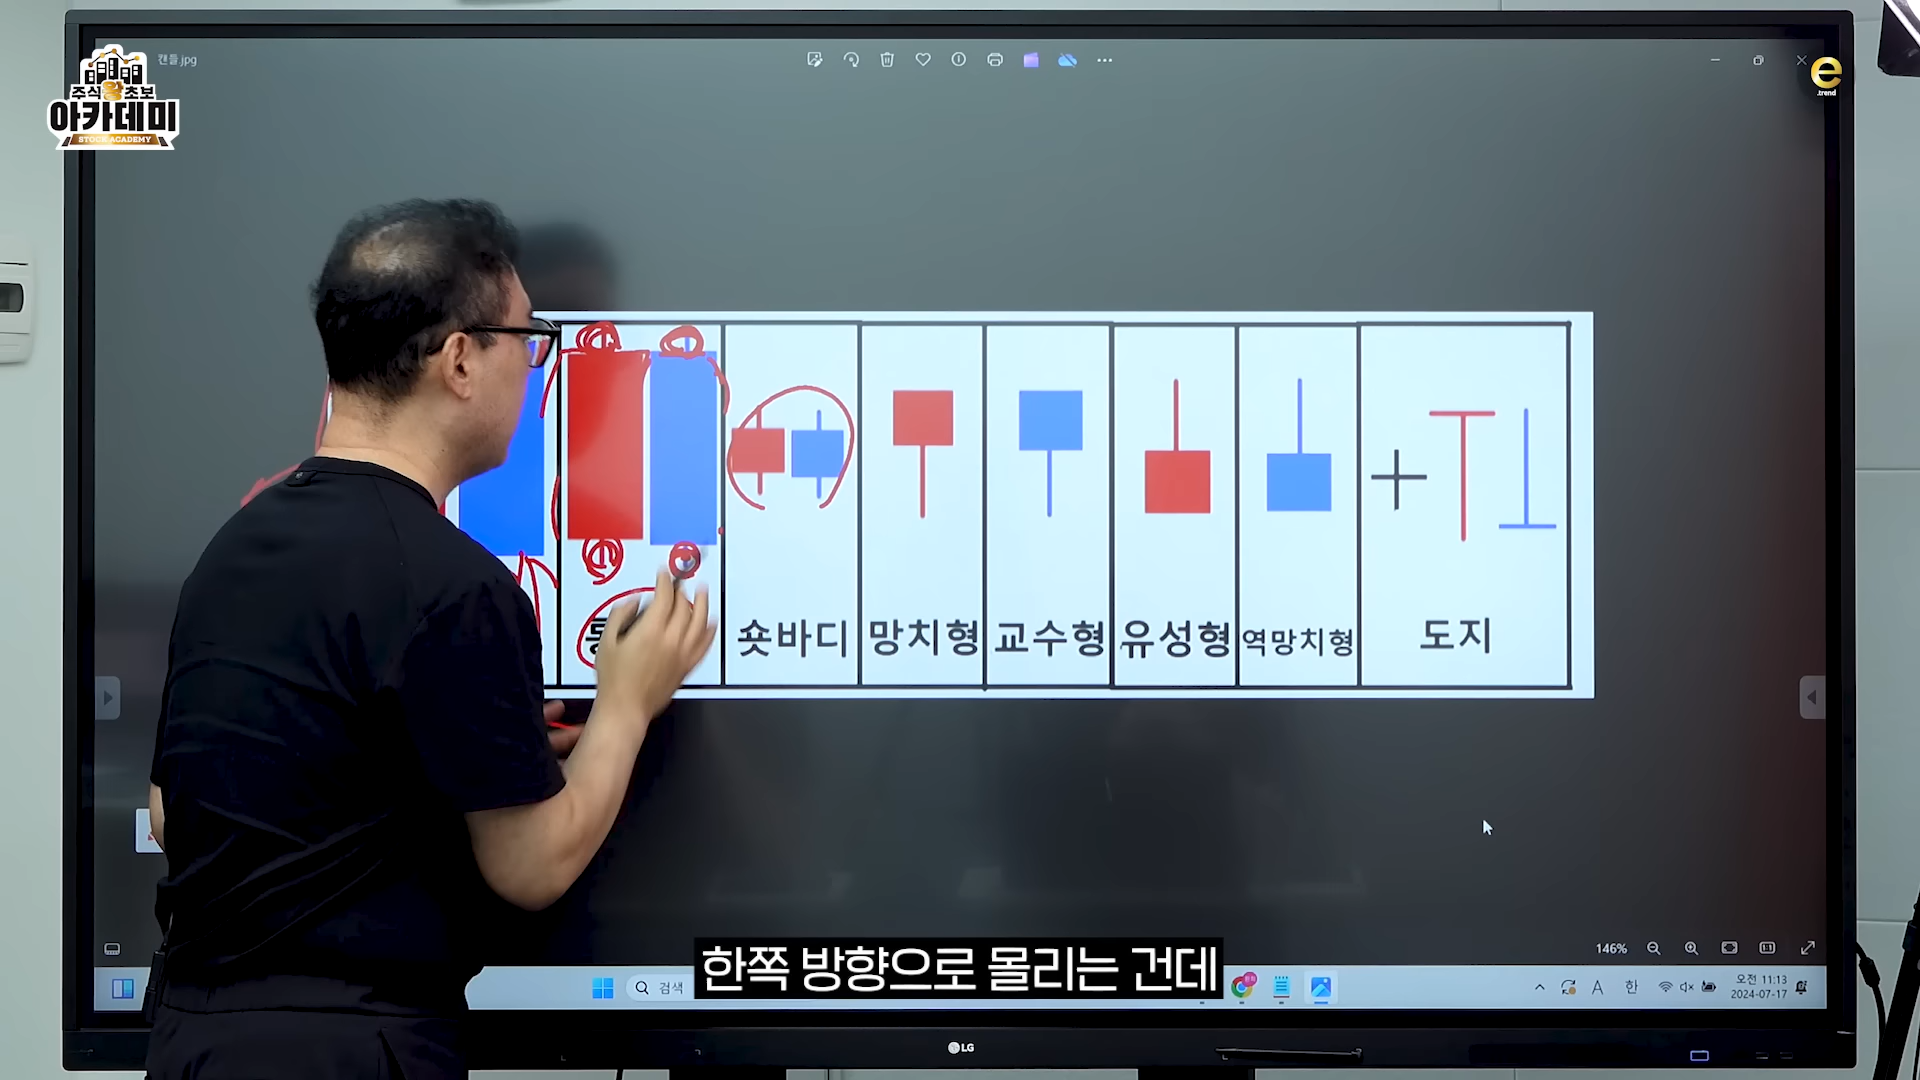 캔들.jpg
주식왕초보
아카데미
STOCK ACADEMY
e
.trend
숏바디
망치형
교수형
유성형
역망치형
도지
146%
한쪽 방향으로 몰리는 건데
검색
A
한
오전 11:13
2024-07-17
LG